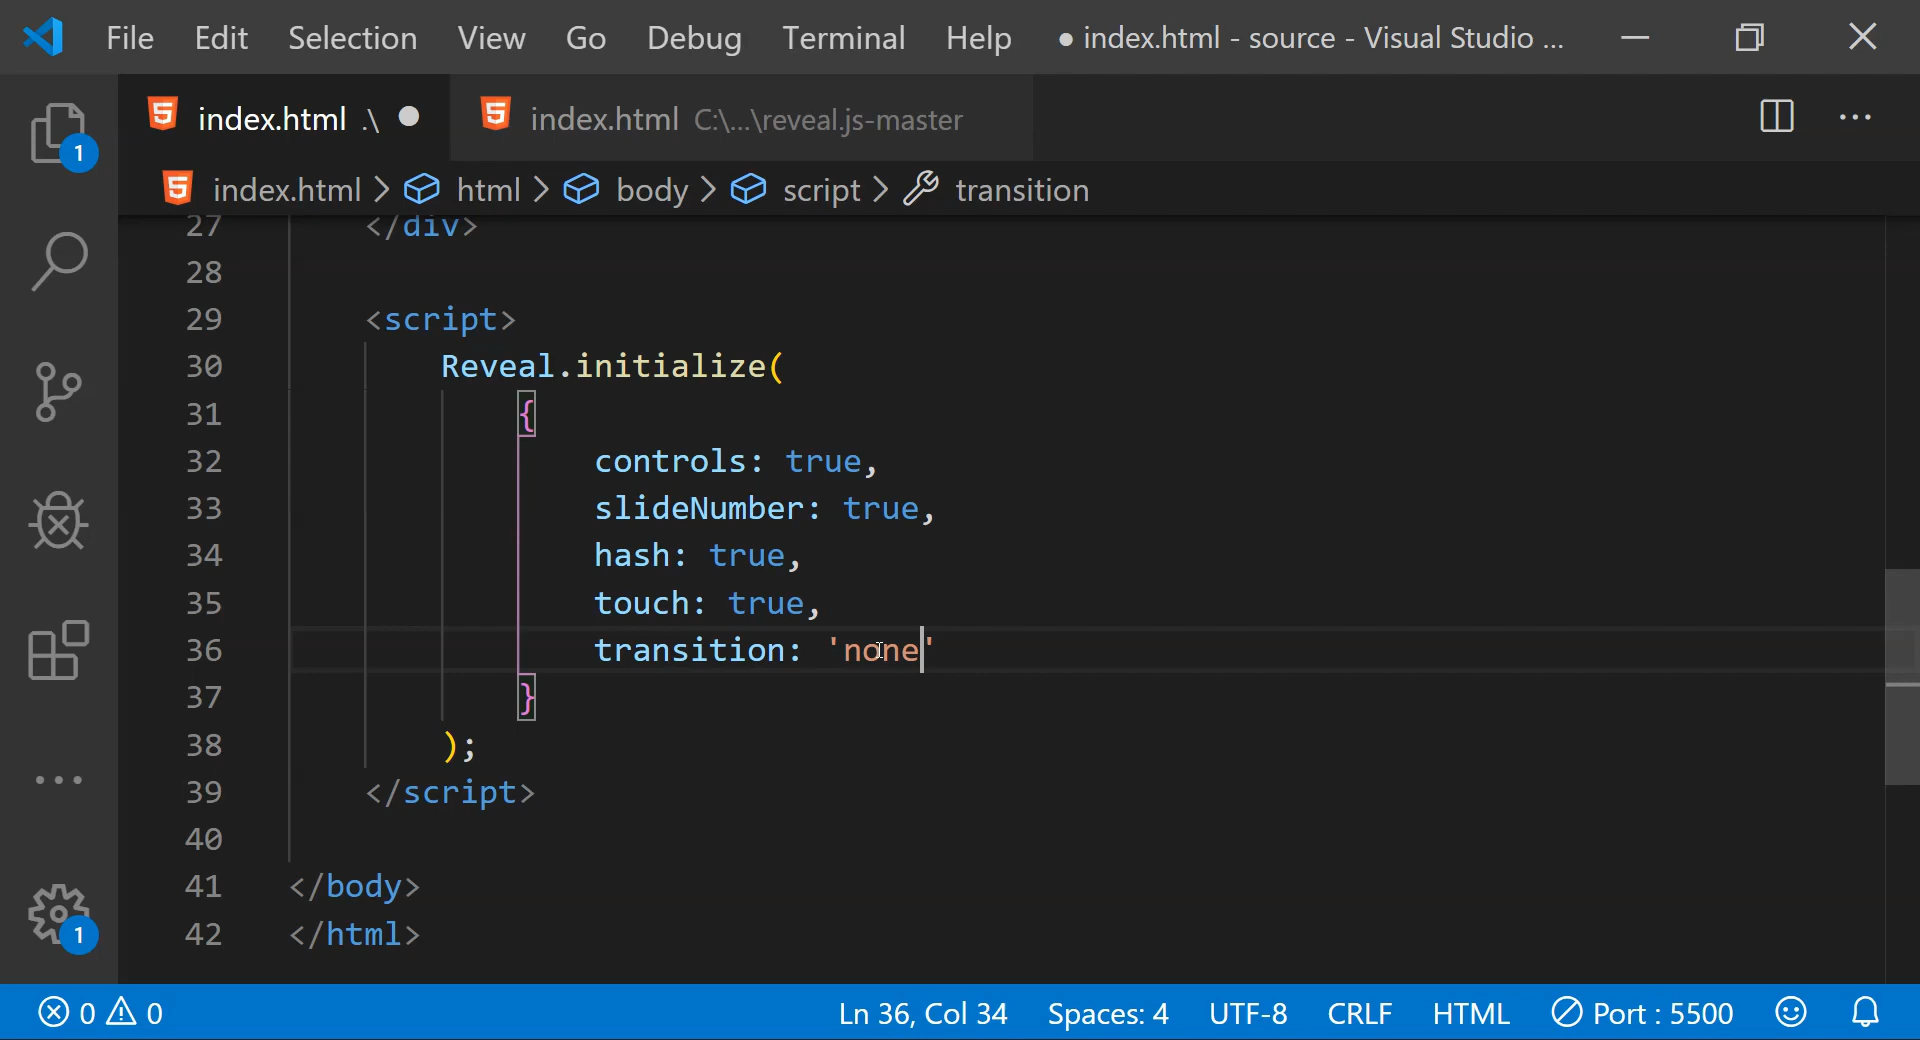 File Edit Selection View Go Debug Terminal Help ● index.html - source - Visual Studio ...
index.html .\ ● index.html C:\...\reveal.js-master ...
index.html > html > body > script > transition
1
27 </div>
28
29 <script>
30 Reveal.initialize(
31 {
32 controls: true,
33 slideNumber: true,
34 hash: true,
35 touch: true,
36 transition: 'none'
37 }
38 );
39 </script>
40
41 </body>
42 </html>
1
0 0 Ln 36, Col 34 Spaces: 4 UTF-8 CRLF HTML Port : 5500